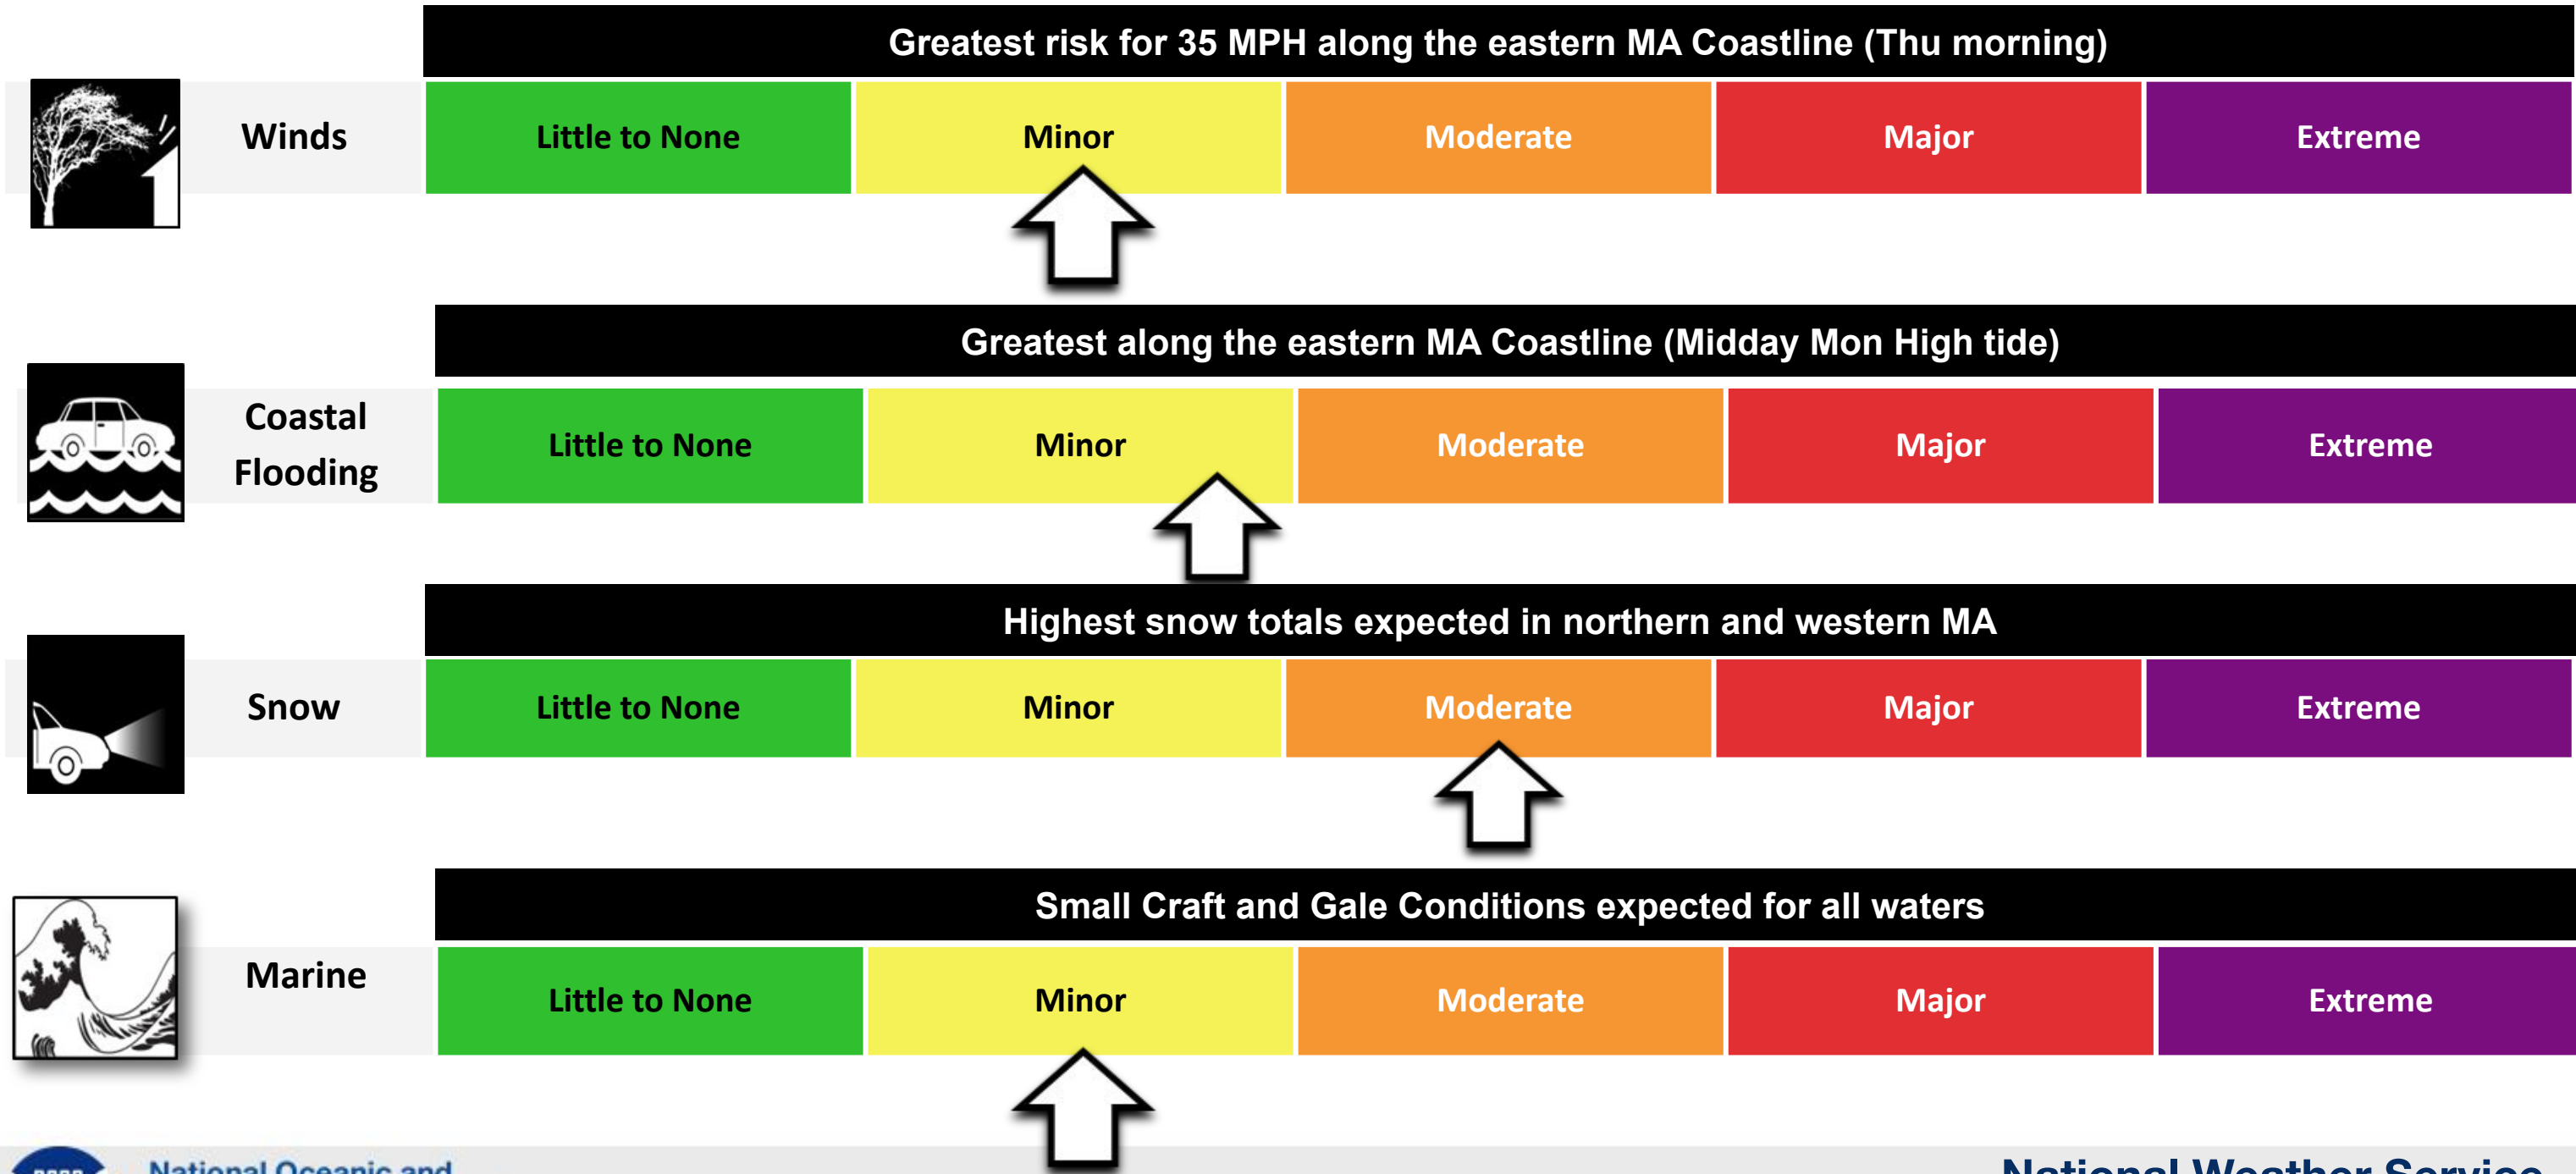 Greatest risk for 35 MPH along the eastern MA Coastline (Thu morning)
Winds
Little to None
Minor
Moderate
Major
Extreme
Greatest along the eastern MA Coastline (Midday Mon High tide)
Coastal
Flooding
Little to None
Minor
Moderate
Major
Extreme
Highest snow totals expected in northern and western MA
Snow
Little to None
Minor
Moderate
Major
Extreme
Small Craft and Gale Conditions expected for all waters
Marine
Little to None
Minor
Moderate
Major
Extreme
National Oceanic and
National Weather Service